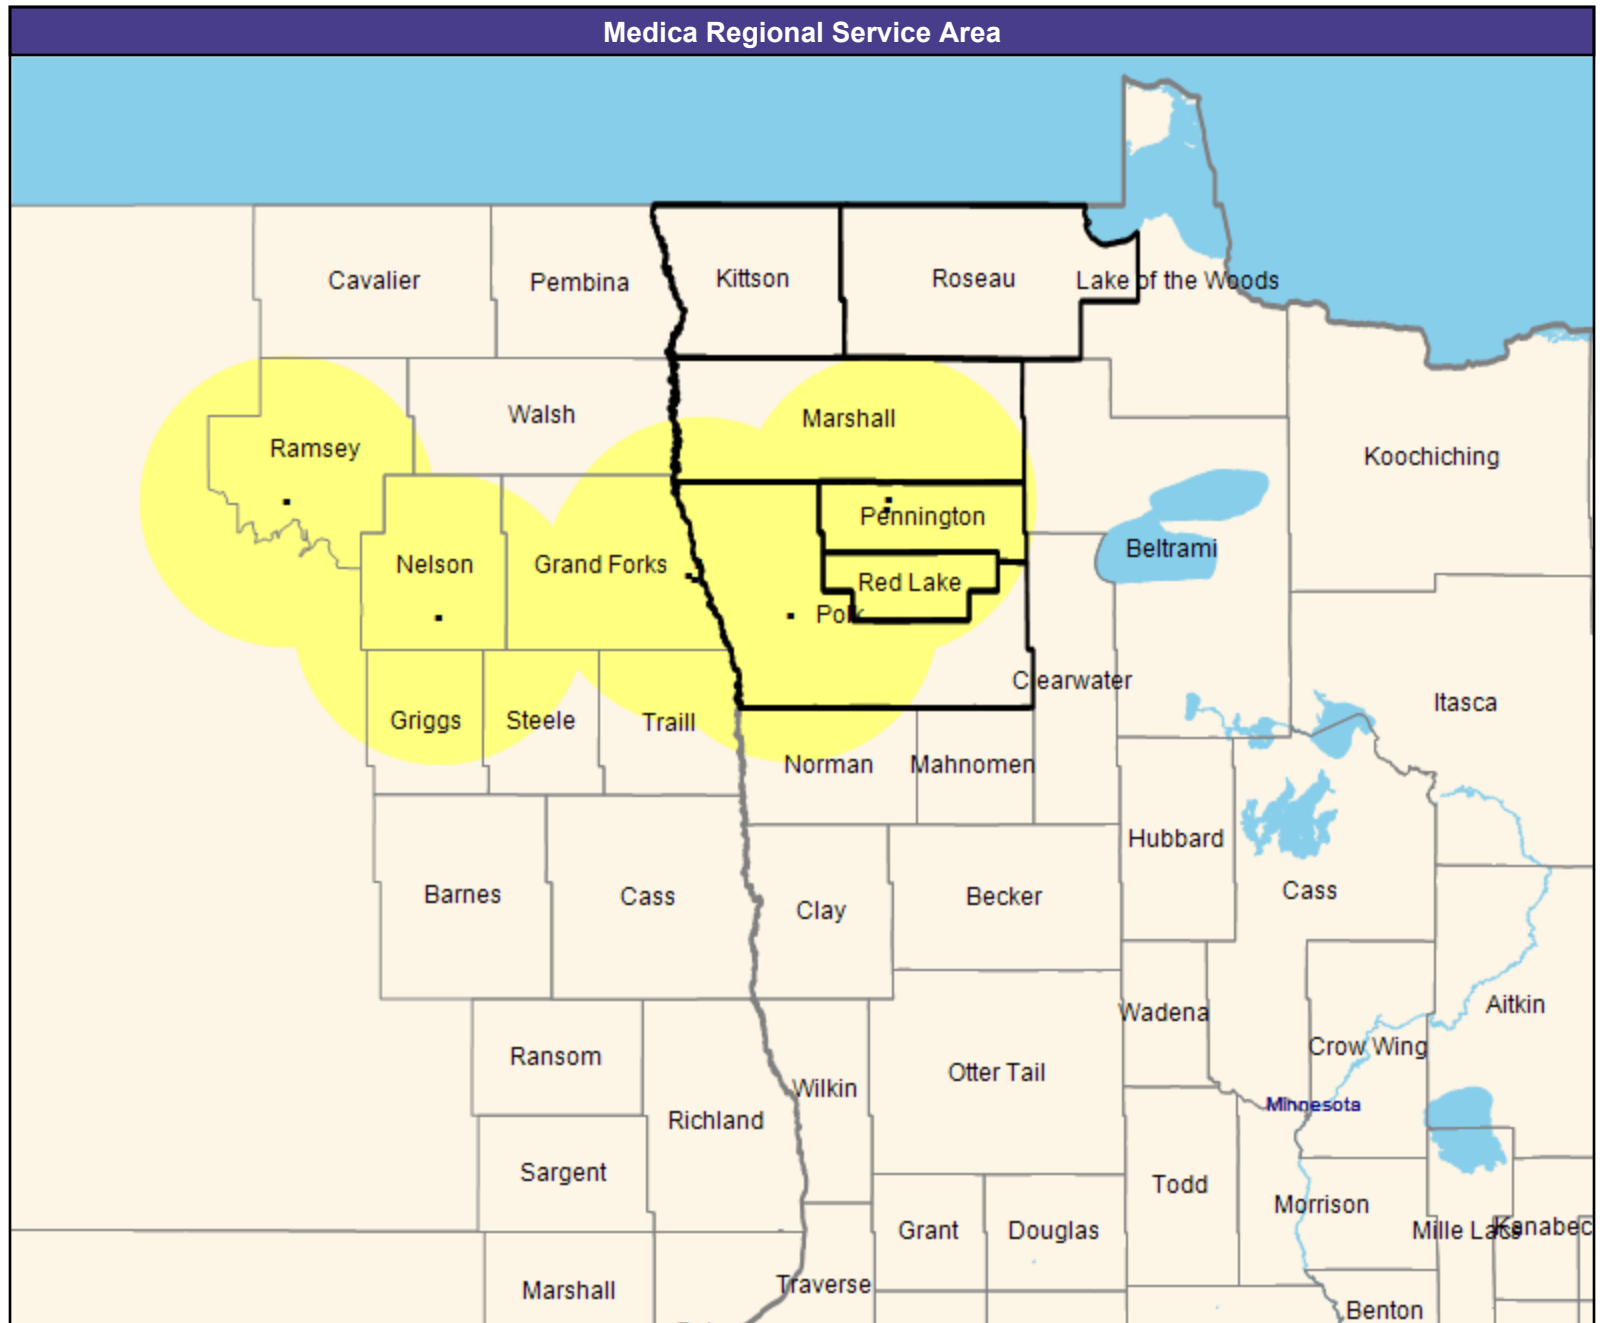 Medica Regional Service Area
Cavalier
Pembina
Kittson
Roseau
Lake of the Woods
Walsh
Marshall
Ramsey
Koochiching
Pennington
Beltrami
Nelson
Grand Forks
Red Lake
Polk
Clearwater
Itasca
Griggs
Steele
Traill
Norman
Mahnomen
Hubbard
Barnes
Cass
Clay
Becker
Cass
Wadena
Aitkin
Crow Wing
Ransom
Otter Tail
Wilkin
Minnesota
Richland
Sargent
Todd
Morrison
Grant
Douglas
Mille Lacs
Kanabec
Marshall
Traverse
Benton